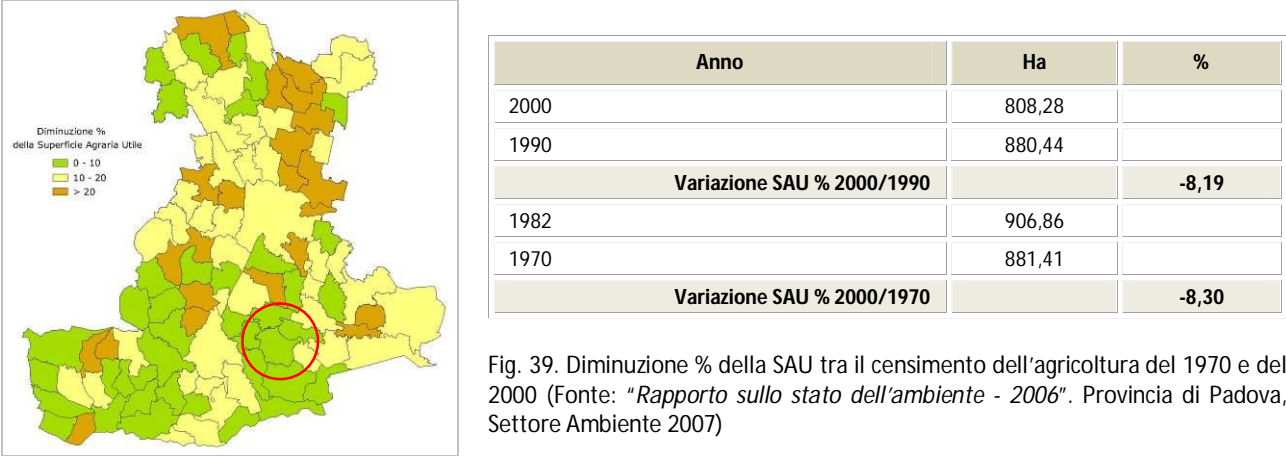 Diminuzione %
della Superficie Agraria Utile
0 - 10
10 - 20
> 20
Anno Ha %
2000 808,28
1990 880,44
Variazione SAU % 2000/1990 -8,19
1982 906,86
1970 881,41
Variazione SAU % 2000/1970 -8,30
Fig. 39. Diminuzione % della SAU tra il censimento dell'agricoltura del 1970 e del
2000 (Fonte: "Rapporto sullo stato dell'ambiente - 2006". Provincia di Padova,
Settore Ambiente 2007)